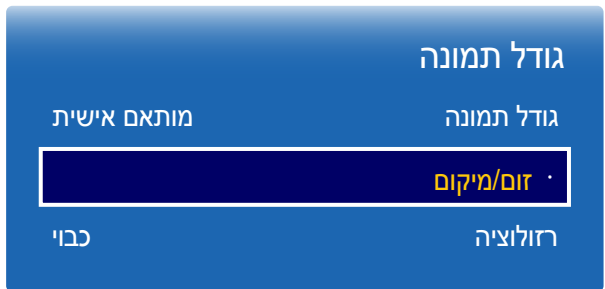 גודל תמונה
גודל תמונה מותאם אישית
· זום/מיקום
רזולוציה כבוי